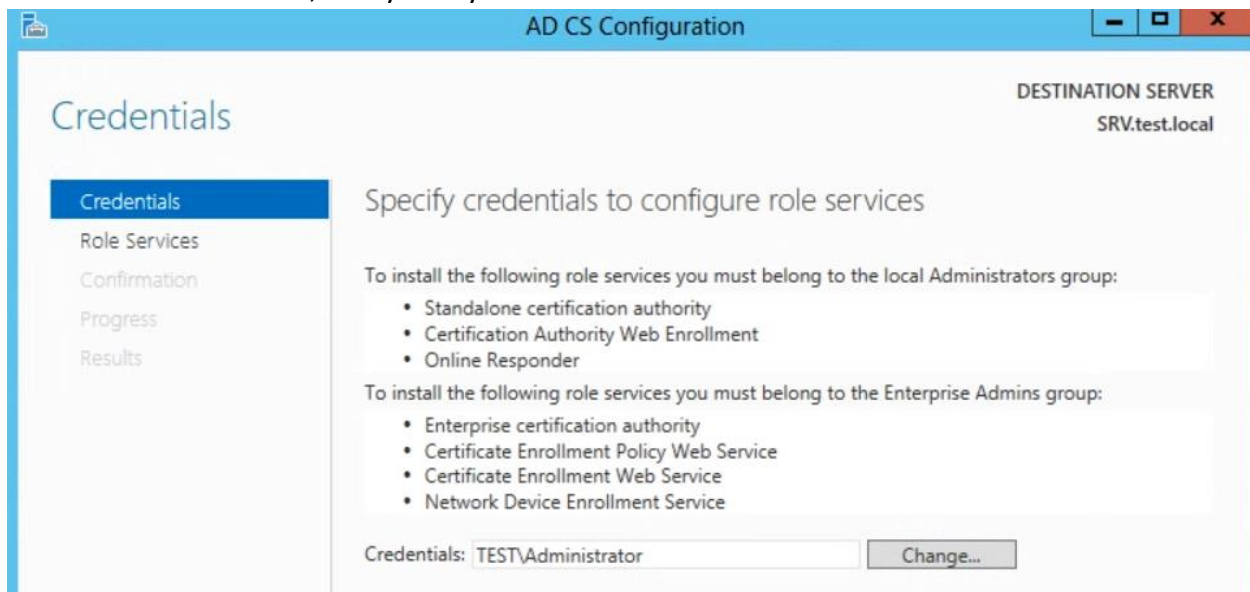 AD CS Configuration
Credentials
DESTINATION SERVER
SRV.test.local
Credentials
Role Services
Confirmation
Progress
Results
Specify credentials to configure role services
To install the following role services you must belong to the local Administrators group:
• Standalone certification authority
• Certification Authority Web Enrollment
• Online Responder
To install the following role services you must belong to the Enterprise Admins group:
• Enterprise certification authority
• Certificate Enrollment Policy Web Service
• Certificate Enrollment Web Service
• Network Device Enrollment Service
Credentials: TEST\Administrator Change...